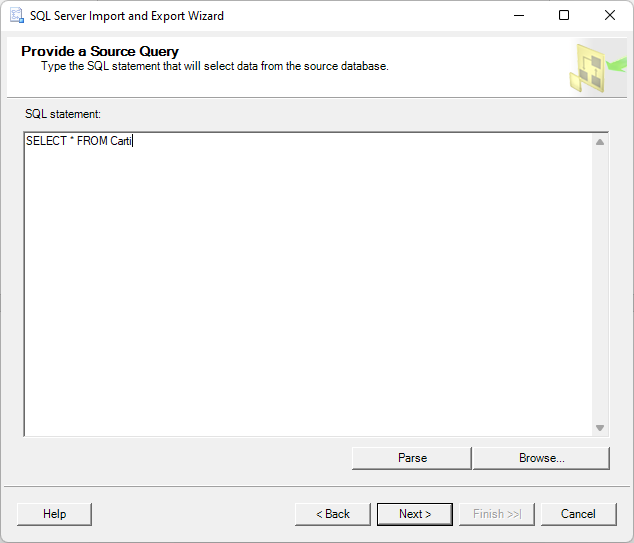 SQL Server Import and Export Wizard
Provide a Source Query
Type the SQL statement that will select data from the source database.
SQL statement:
SELECT * FROM Carti
Parse
Browse...
Help
< Back
Next >
Finish >>|
Cancel